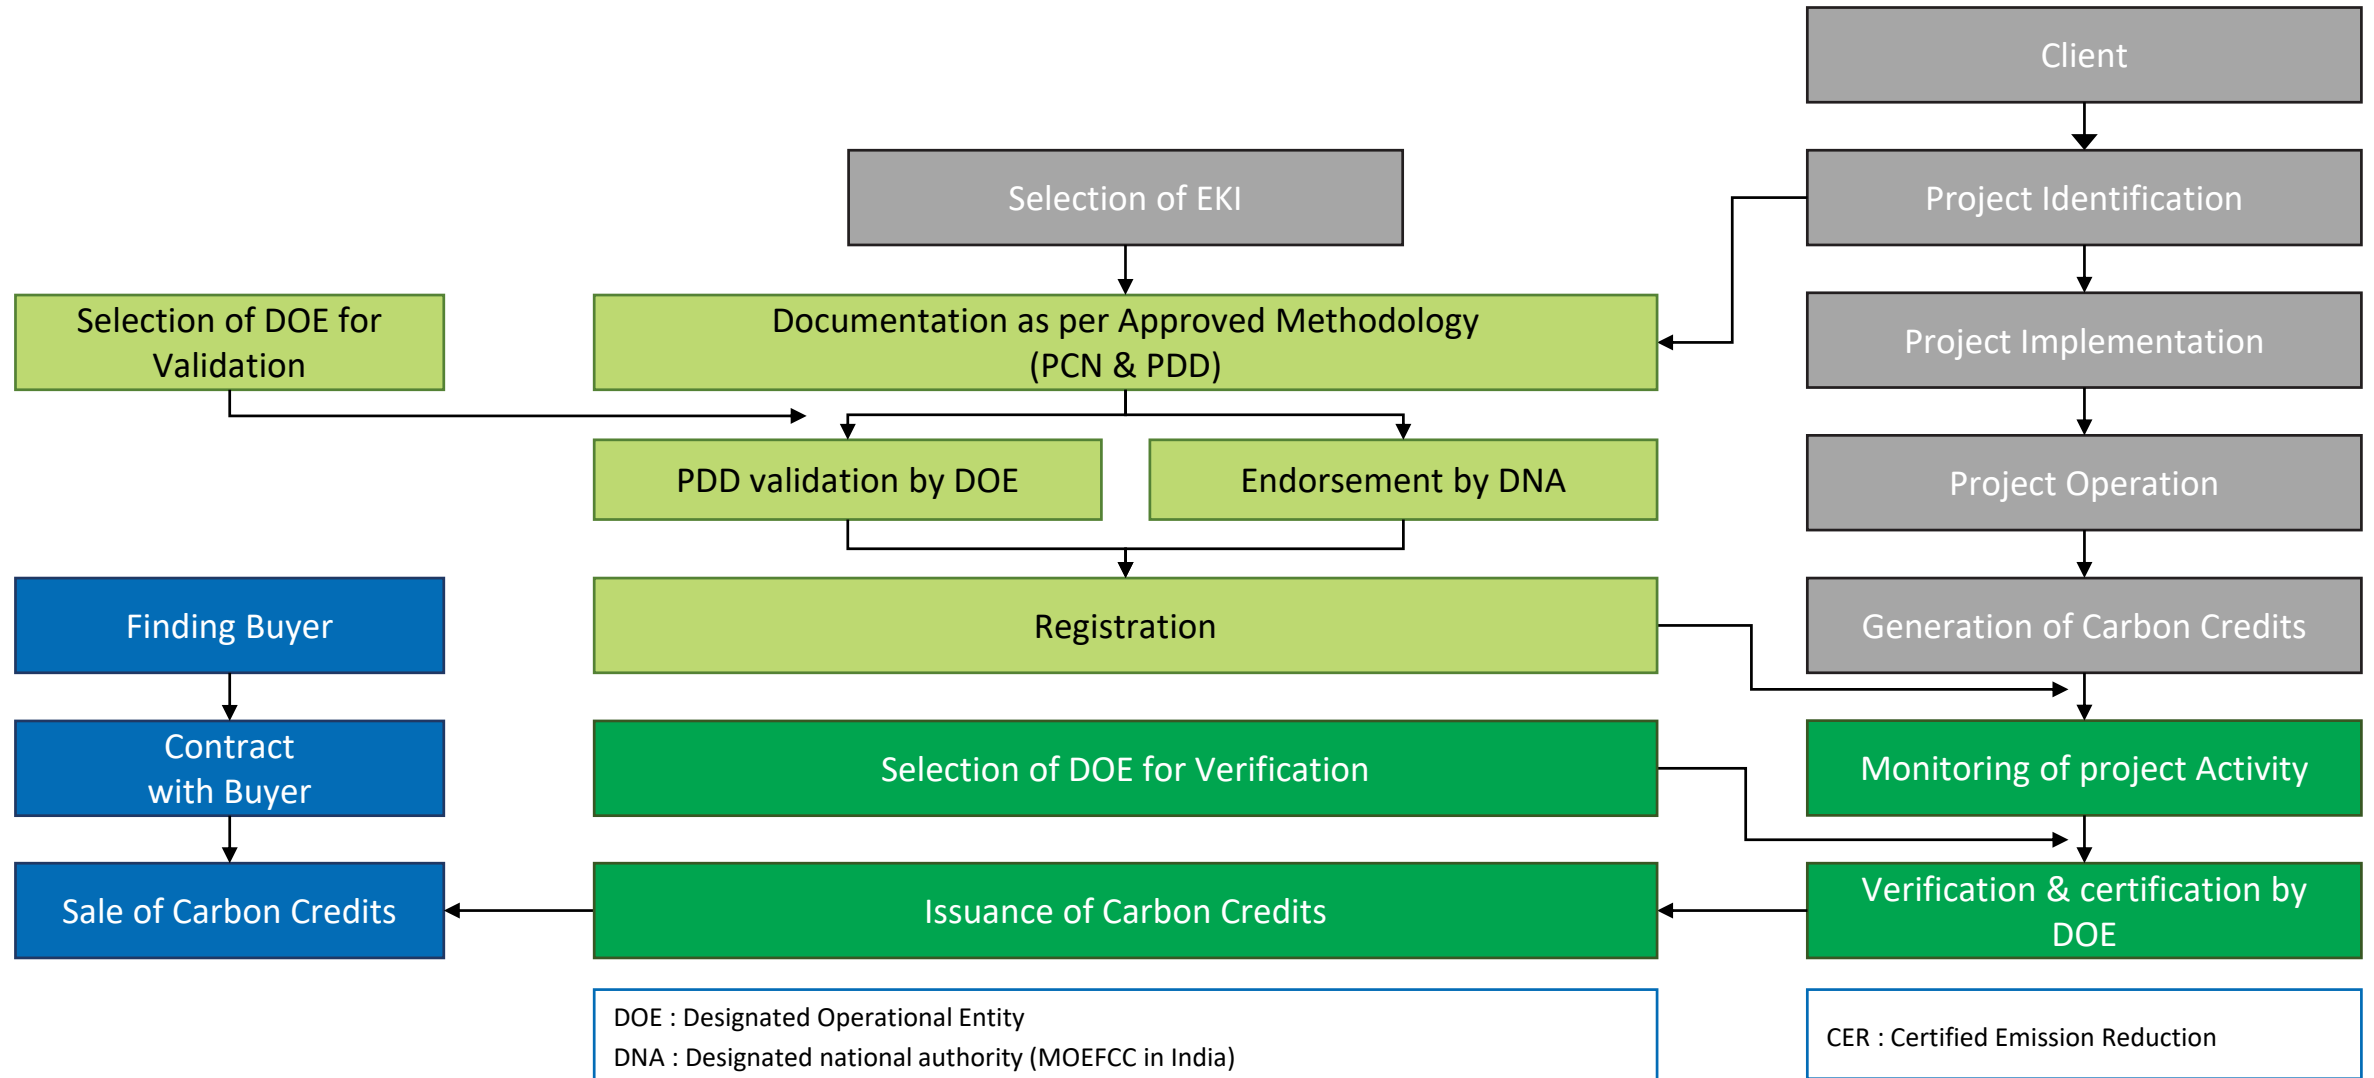 Client
Selection of EKI
Project Identification
Selection of DOE for
Validation
Documentation as per Approved Methodology
(PCN & PDD)
Project Implementation
PDD validation by DOE
Endorsement by DNA
Project Operation
Finding Buyer
Registration
Generation of Carbon Credits
Contract
with Buyer
Selection of DOE for Verification
Monitoring of project Activity
Sale of Carbon Credits
Issuance of Carbon Credits
Verification & certification by
DOE
DOE : Designated Operational Entity
DNA : Designated national authority (MOEFCC in India)
CER : Certified Emission Reduction